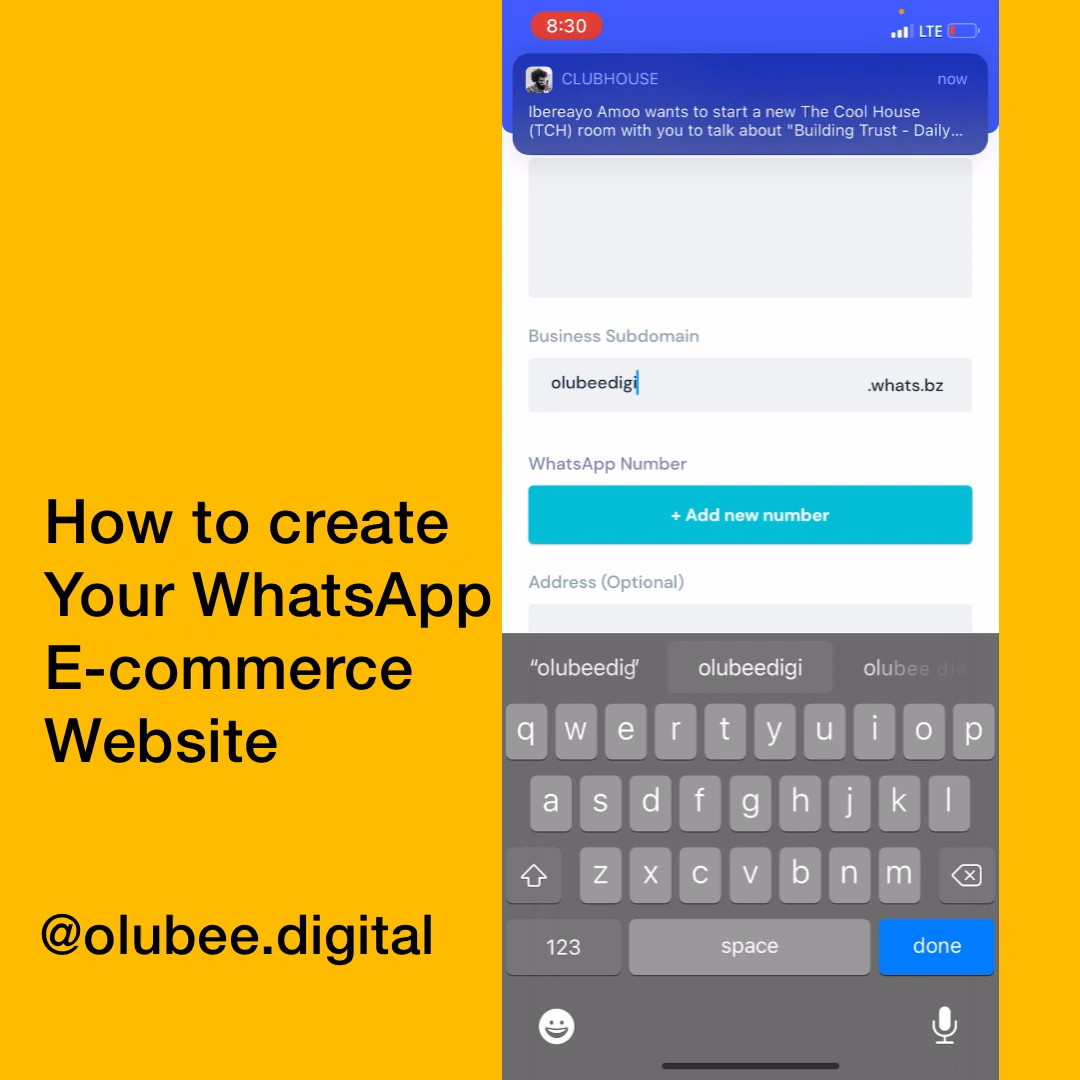 How to create
Your WhatsApp
E-commerce
Website
@olubee.digital
8:30
LTE
CLUBHOUSE
now
Ibereayo Amoo wants to start a new The Cool House
(TCH) room with you to talk about "Building Trust - Daily...
Business Subdomain
olubeedigi
.whats.bz
WhatsApp Number
+ Add new number
Address (Optional)
“olubeedig” olubeedigi olubee
q w e r t y u i o p
a s d f g h j k l
z x c v b n m
123 space done